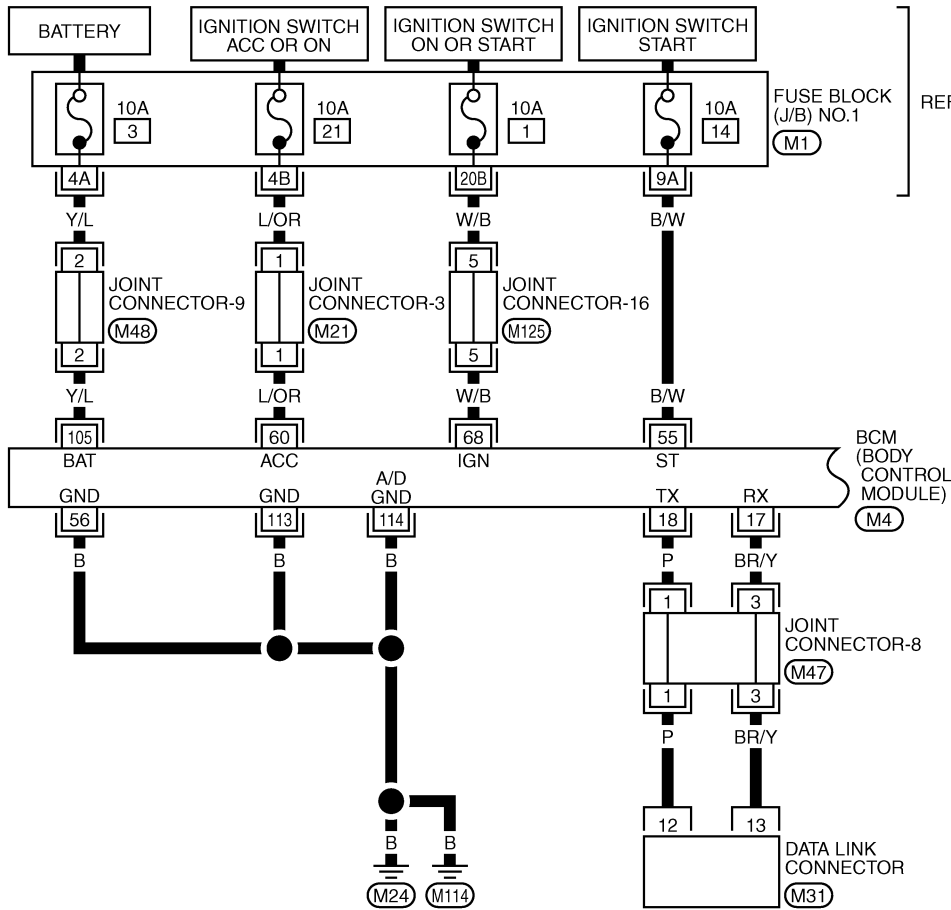 BATTERY
IGNITION SWITCH
ACC OR ON
IGNITION SWITCH
ON OR START
IGNITION SWITCH
START
10A
3
10A
21
10A
1
10A
14
FUSE BLOCK
(J/B) NO.1
M1
REF
4A
4B
20B
9A
Y/L
L/OR
W/B
B/W
2
1
5
JOINT
CONNECTOR-9
M48
JOINT
CONNECTOR-3
M21
JOINT
CONNECTOR-16
M125
2
1
5
Y/L
L/OR
W/B
B/W
105
60
68
55
BAT
ACC
IGN
ST
BCM
(BODY
CONTROL
MODULE)
M4
GND
GND
A/D
GND
TX
RX
56
113
114
18
17
B
B
B
P
BR/Y
1
3
JOINT
CONNECTOR-8
M47
1
3
P
BR/Y
12
13
B
B
M24
M114
DATA LINK
CONNECTOR
M31